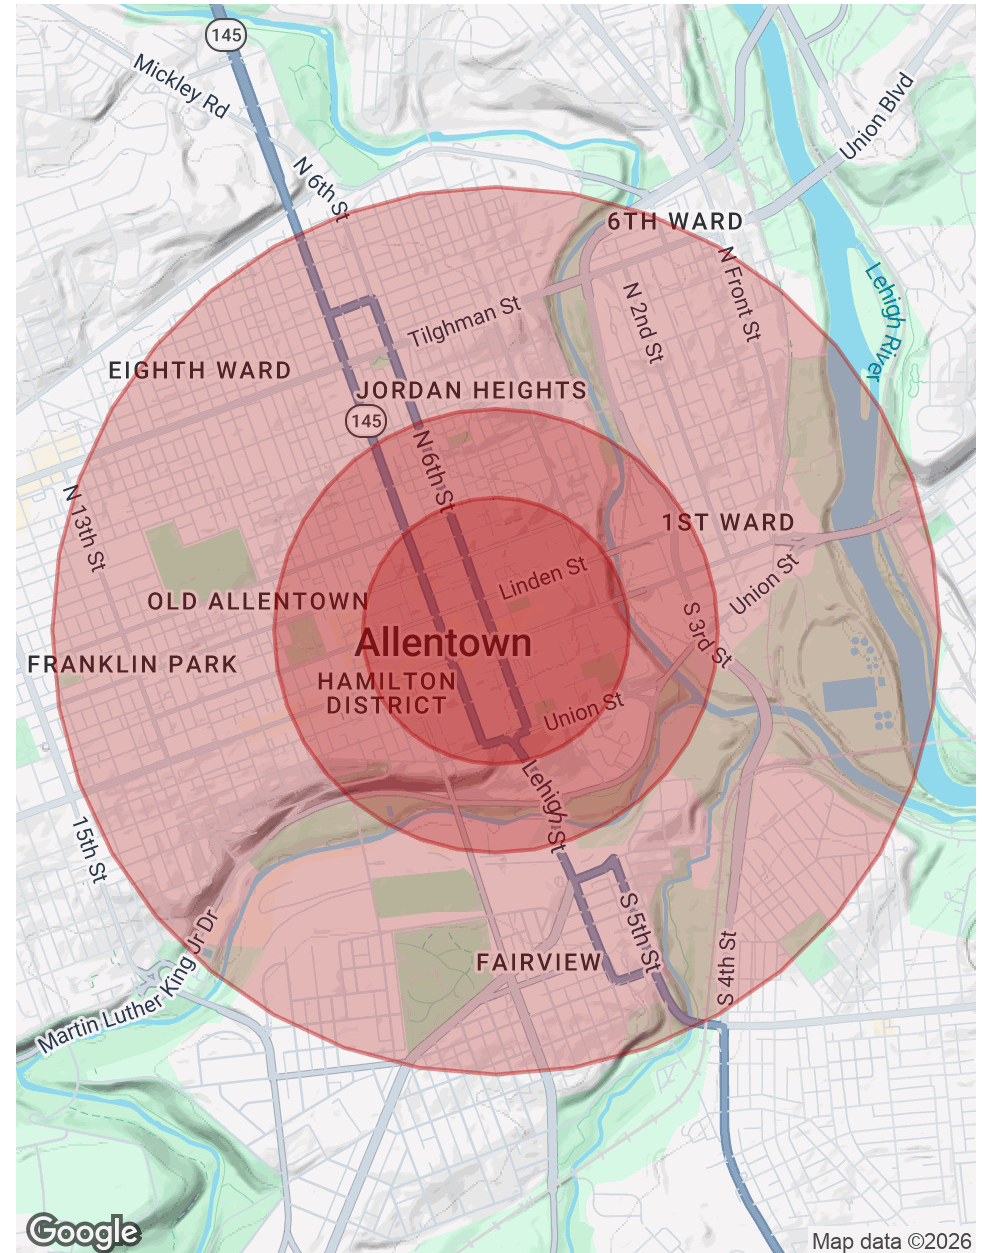 145
Mickley Rd
Union Blvd
N 6th St
6TH WARD
N Front St
Lehigh River
N 2nd St
Tilghman St
EIGHTH WARD
JORDAN HEIGHTS
145
N 6th St
N 13th St
1ST WARD
Linden St
Union St
OLD ALLENTOWN
S 3rd St
Allentown
FRANKLIN PARK
HAMILTON
DISTRICT
Union St
Lehigh St
15th St
S 5th St
FAIRVIEW
S 4th St
Martin Luther King Jr Dr
Google
Map data ©2026